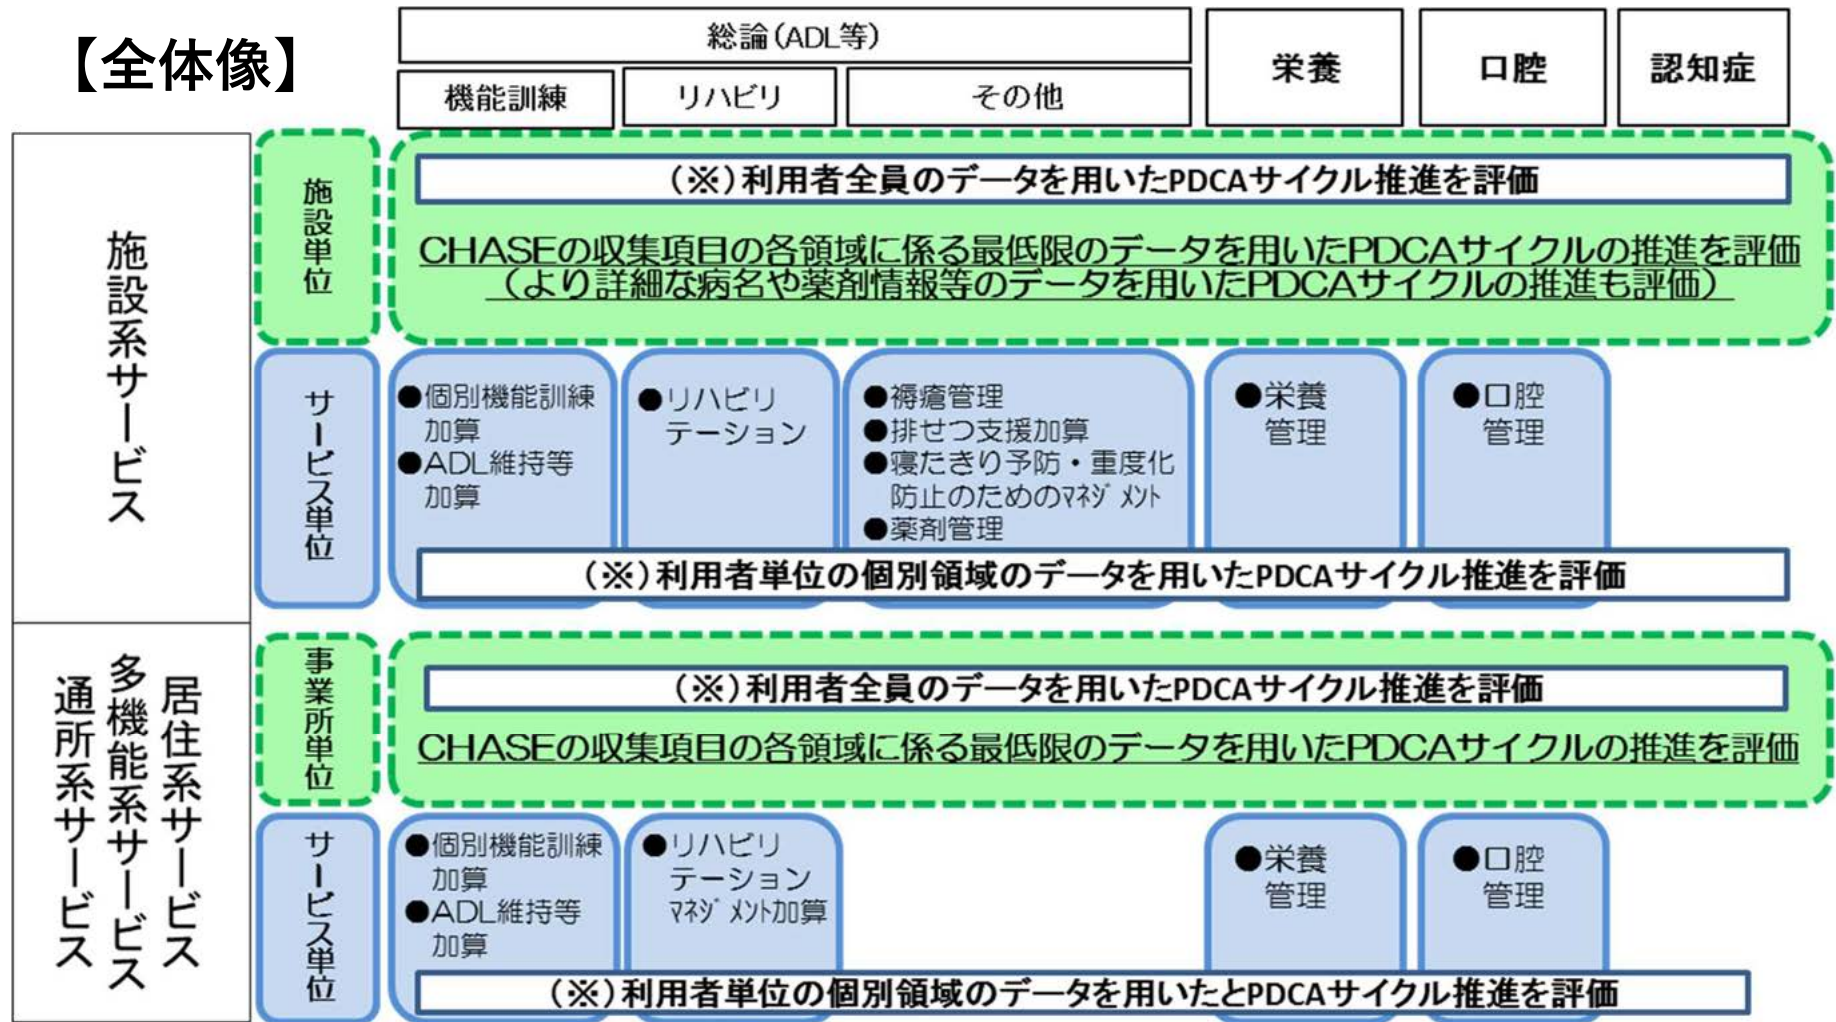 【全体像】
総論(ADL等)
機能訓練
リハビリ
その他
栄養
口腔
認知症
施設系サービス
施設単位
(※)利用者全員のデータを用いたPDCAサイクル推進を評価
CHASEの収集項目の各領域に係る最低限のデータを用いたPDCAサイクルの推進を評価
(より詳細な病名や薬剤情報等のデータを用いたPDCAサイクルの推進も評価)
サービス単位
●個別機能訓練
加算
●ADL維持等
加算
●リハビリ
テーション
●褥瘡管理
●排せつ支援加算
●寝たきり予防・重度化
防止のためのﾏﾈｼﾞﾒﾝﾄ
●薬剤管理
●栄養
管理
●口腔
管理
(※)利用者単位の個別領域のデータを用いたPDCAサイクル推進を評価
居住系サービス
多機能系サービス
通所系サービス
事業所単位
(※)利用者全員のデータを用いたPDCAサイクル推進を評価
CHASEの収集項目の各領域に係る最低限のデータを用いたPDCAサイクルの推進を評価
サービス単位
●個別機能訓練
加算
●ADL維持等
加算
●リハビリ
テーション
ﾏﾈｼﾞﾒﾝﾄ加算
●栄養
管理
●口腔
管理
(※)利用者単位の個別領域のデータを用いたとPDCAサイクル推進を評価